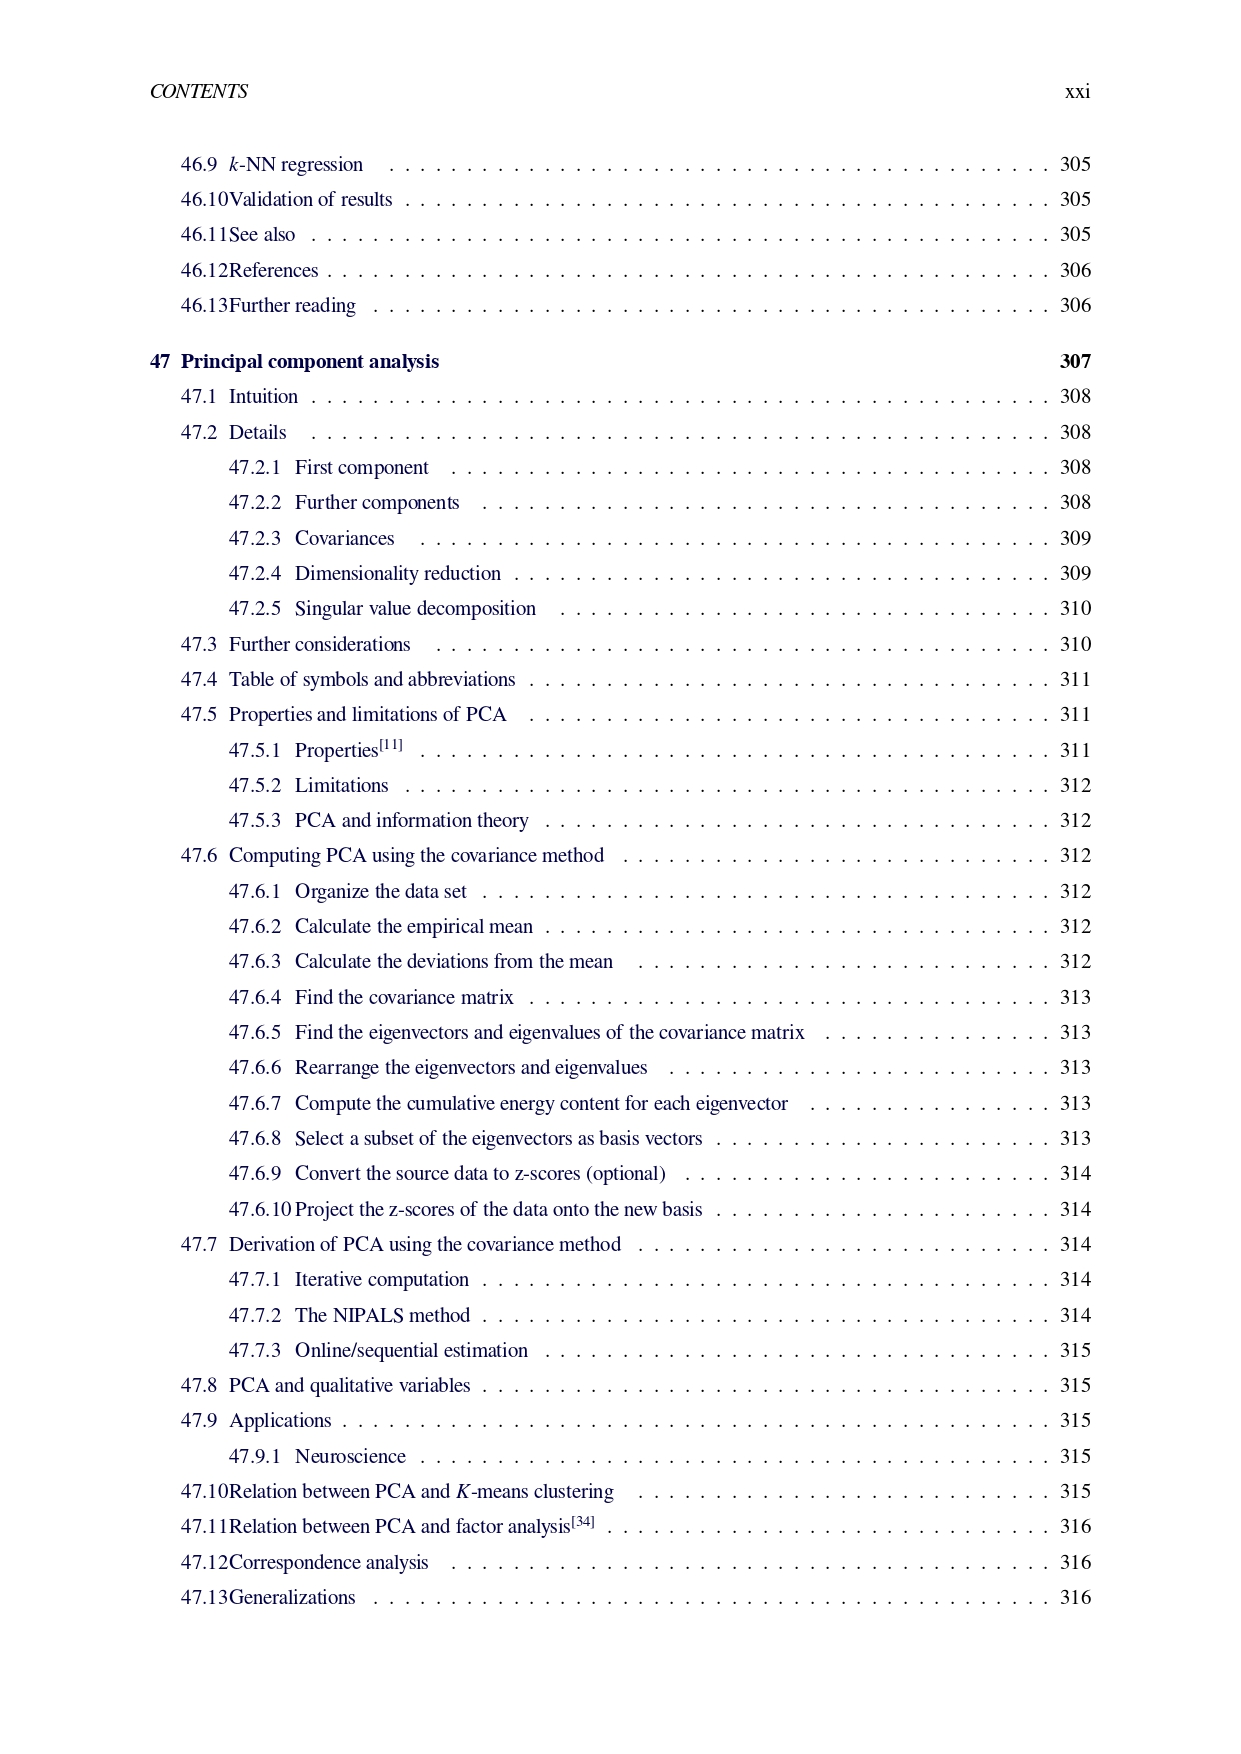 CONTENTS xxi
46.9 k-NN regression . . . . . . . . . . . . . . . . . . . . . . . . . . . . . . . . . . . . . . . . . . . 305
46.10Validation of results . . . . . . . . . . . . . . . . . . . . . . . . . . . . . . . . . . . . . . . . . . 305
46.11See also . . . . . . . . . . . . . . . . . . . . . . . . . . . . . . . . . . . . . . . . . . . . . . . . 305
46.12References . . . . . . . . . . . . . . . . . . . . . . . . . . . . . . . . . . . . . . . . . . . . . . . 306
46.13Further reading . . . . . . . . . . . . . . . . . . . . . . . . . . . . . . . . . . . . . . . . . . . . 306
47 Principal component analysis 307
47.1 Intuition . . . . . . . . . . . . . . . . . . . . . . . . . . . . . . . . . . . . . . . . . . . . . . . . 308
47.2 Details . . . . . . . . . . . . . . . . . . . . . . . . . . . . . . . . . . . . . . . . . . . . . . . . 308
47.2.1 First component . . . . . . . . . . . . . . . . . . . . . . . . . . . . . . . . . . . . . . . 308
47.2.2 Further components . . . . . . . . . . . . . . . . . . . . . . . . . . . . . . . . . . . . . 308
47.2.3 Covariances . . . . . . . . . . . . . . . . . . . . . . . . . . . . . . . . . . . . . . . . . 309
47.2.4 Dimensionality reduction . . . . . . . . . . . . . . . . . . . . . . . . . . . . . . . . . . . 309
47.2.5 Singular value decomposition . . . . . . . . . . . . . . . . . . . . . . . . . . . . . . . . 310
47.3 Further considerations . . . . . . . . . . . . . . . . . . . . . . . . . . . . . . . . . . . . . . . . 310
47.4 Table of symbols and abbreviations . . . . . . . . . . . . . . . . . . . . . . . . . . . . . . . . . . 311
47.5 Properties and limitations of PCA . . . . . . . . . . . . . . . . . . . . . . . . . . . . . . . . . . 311
47.5.1 Properties[11] . . . . . . . . . . . . . . . . . . . . . . . . . . . . . . . . . . . . . . . . . 311
47.5.2 Limitations . . . . . . . . . . . . . . . . . . . . . . . . . . . . . . . . . . . . . . . . . . 312
47.5.3 PCA and information theory . . . . . . . . . . . . . . . . . . . . . . . . . . . . . . . . . 312
47.6 Computing PCA using the covariance method . . . . . . . . . . . . . . . . . . . . . . . . . . . . 312
47.6.1 Organize the data set . . . . . . . . . . . . . . . . . . . . . . . . . . . . . . . . . . . . . 312
47.6.2 Calculate the empirical mean . . . . . . . . . . . . . . . . . . . . . . . . . . . . . . . . . 312
47.6.3 Calculate the deviations from the mean . . . . . . . . . . . . . . . . . . . . . . . . . . . 312
47.6.4 Find the covariance matrix . . . . . . . . . . . . . . . . . . . . . . . . . . . . . . . . . . 313
47.6.5 Find the eigenvectors and eigenvalues of the covariance matrix . . . . . . . . . . . . . . . 313
47.6.6 Rearrange the eigenvectors and eigenvalues . . . . . . . . . . . . . . . . . . . . . . . . . 313
47.6.7 Compute the cumulative energy content for each eigenvector . . . . . . . . . . . . . . . . 313
47.6.8 Select a subset of the eigenvectors as basis vectors . . . . . . . . . . . . . . . . . . . . . . 313
47.6.9 Convert the source data to z-scores (optional) . . . . . . . . . . . . . . . . . . . . . . . . 314
47.6.10 Project the z-scores of the data onto the new basis . . . . . . . . . . . . . . . . . . . . . . 314
47.7 Derivation of PCA using the covariance method . . . . . . . . . . . . . . . . . . . . . . . . . . . 314
47.7.1 Iterative computation . . . . . . . . . . . . . . . . . . . . . . . . . . . . . . . . . . . . . 314
47.7.2 The NIPALS method . . . . . . . . . . . . . . . . . . . . . . . . . . . . . . . . . . . . . 314
47.7.3 Online/sequential estimation . . . . . . . . . . . . . . . . . . . . . . . . . . . . . . . . . 315
47.8 PCA and qualitative variables . . . . . . . . . . . . . . . . . . . . . . . . . . . . . . . . . . . . . 315
47.9 Applications . . . . . . . . . . . . . . . . . . . . . . . . . . . . . . . . . . . . . . . . . . . . . . 315
47.9.1 Neuroscience . . . . . . . . . . . . . . . . . . . . . . . . . . . . . . . . . . . . . . . . . 315
47.10Relation between PCA and K-means clustering . . . . . . . . . . . . . . . . . . . . . . . . . . . 315
47.11Relation between PCA and factor analysis[34] . . . . . . . . . . . . . . . . . . . . . . . . . . . . . 316
47.12Correspondence analysis . . . . . . . . . . . . . . . . . . . . . . . . . . . . . . . . . . . . . . . 316
47.13Generalizations . . . . . . . . . . . . . . . . . . . . . . . . . . . . . . . . . . . . . . . . . . . . 316